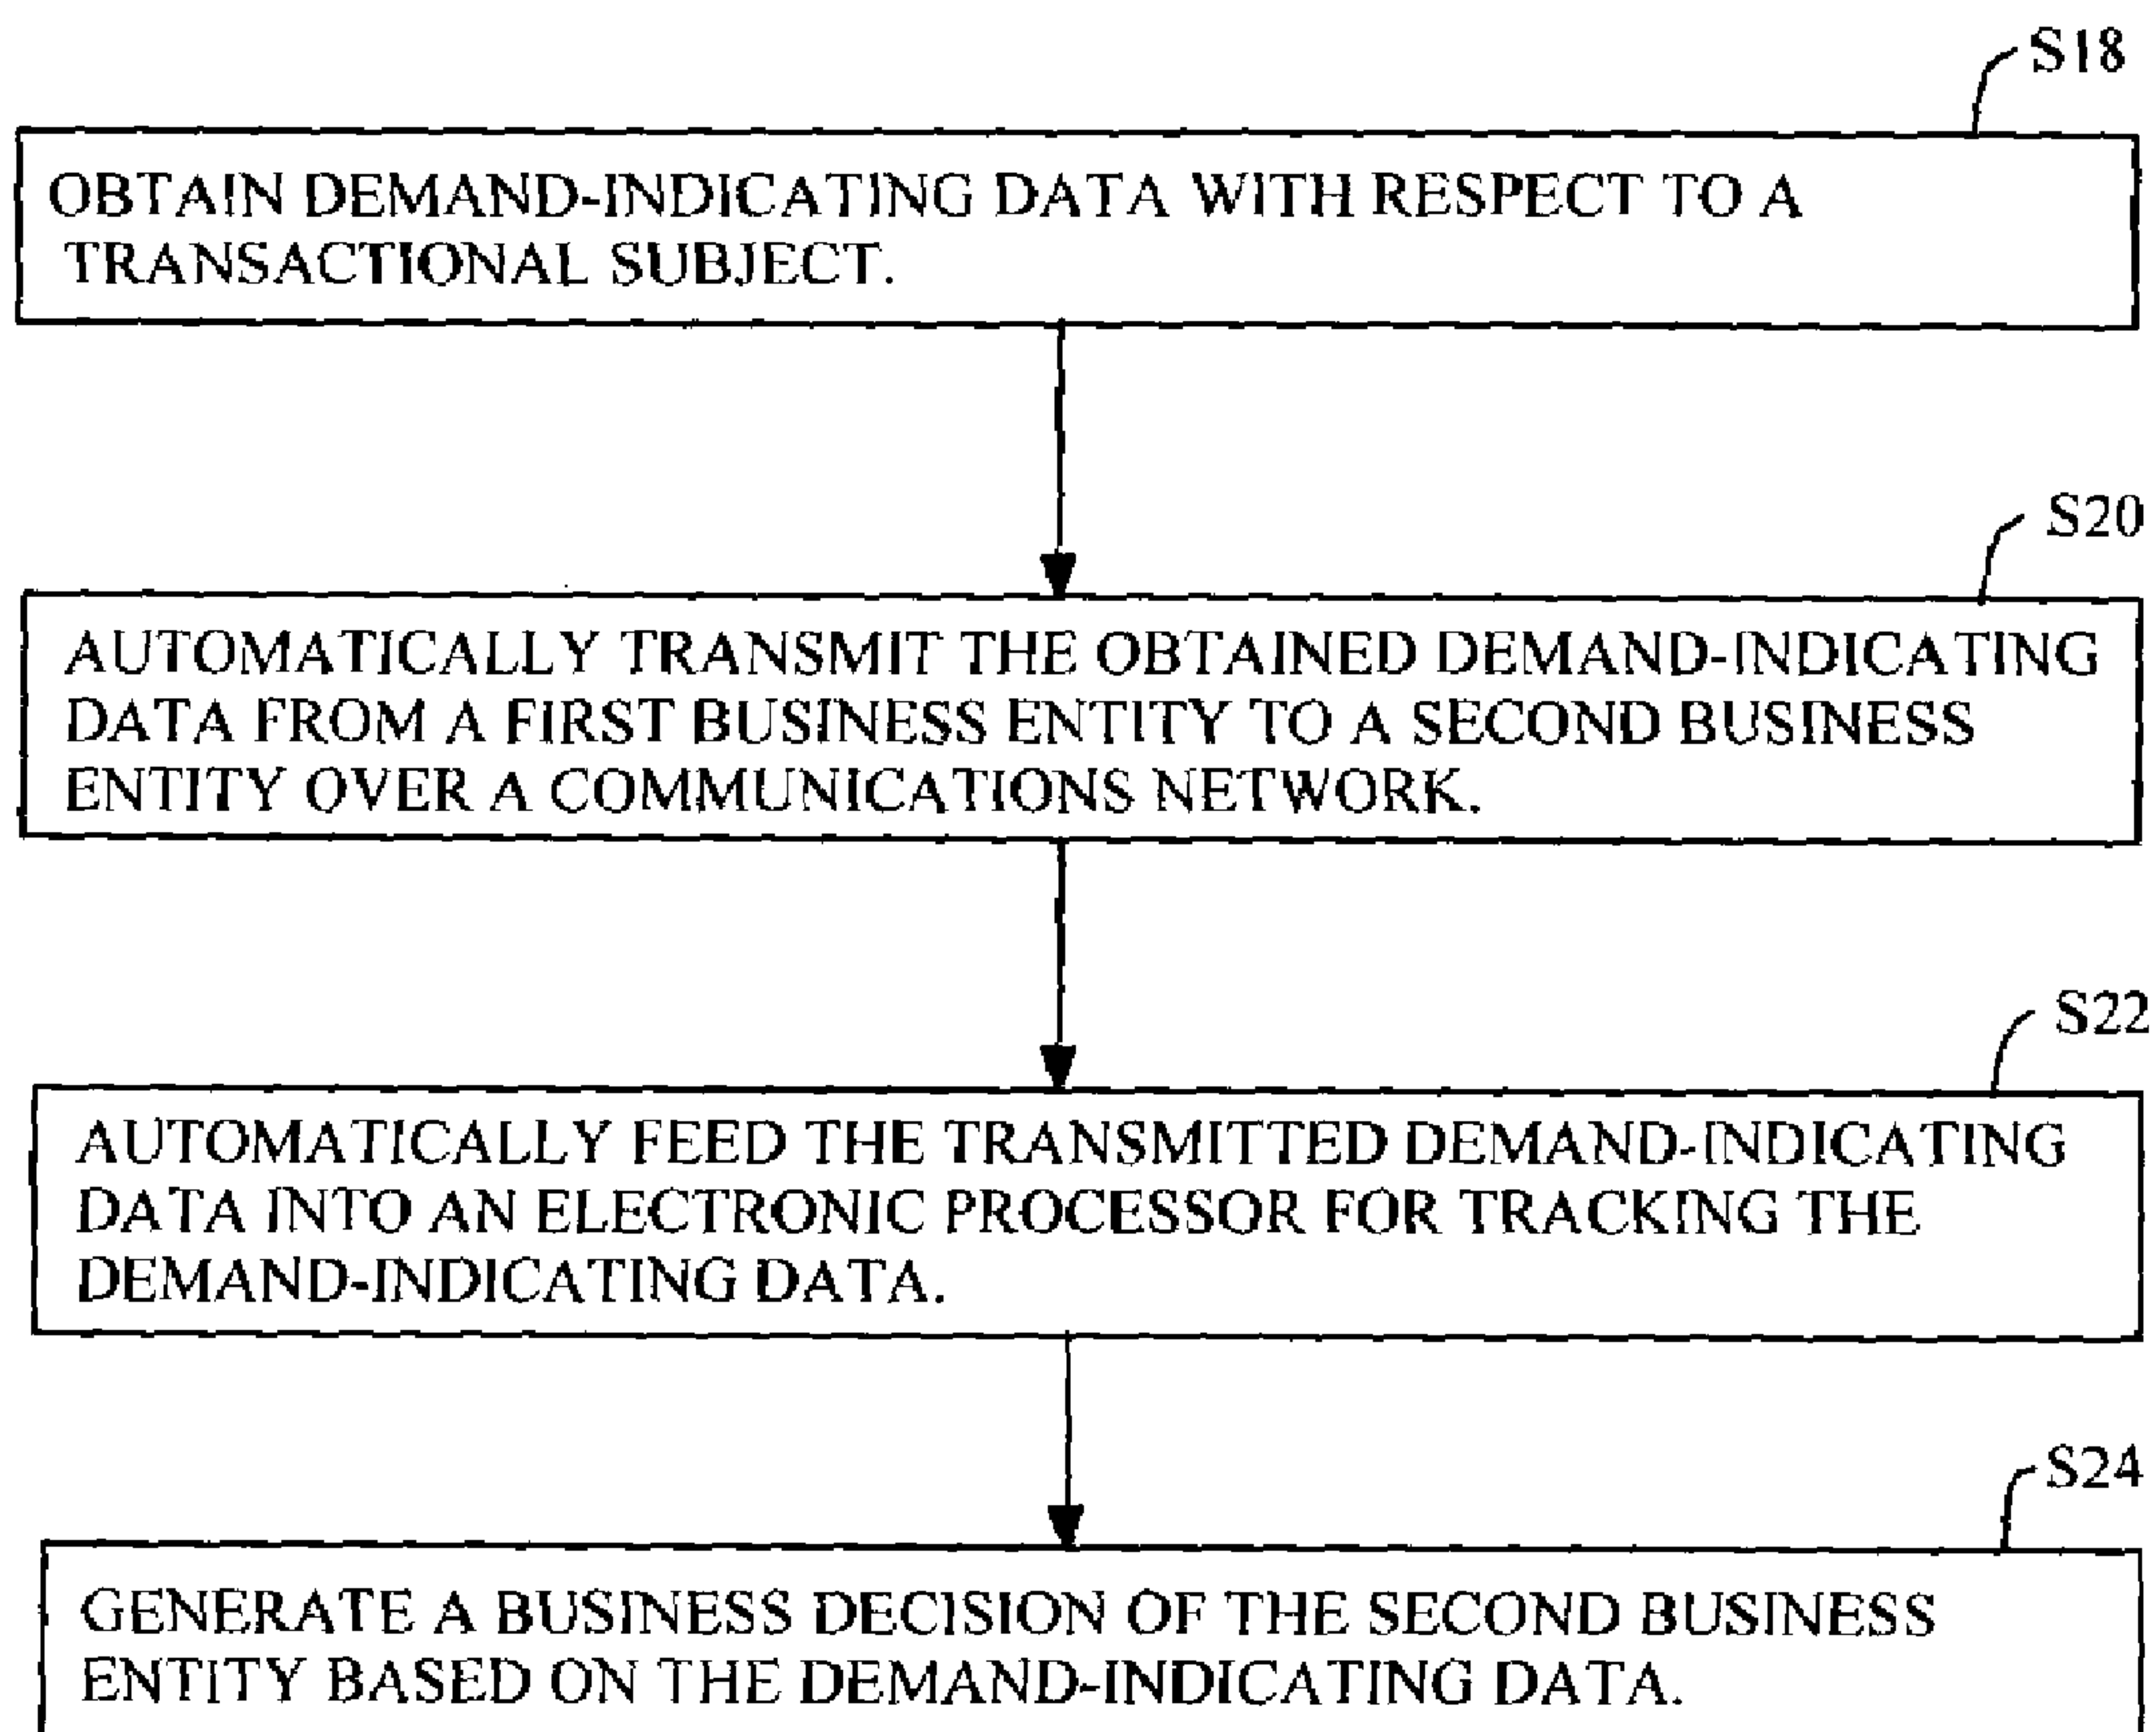 S18
OBTAIN DEMAND-INDICATING DATA WITH RESPECT TO A
TRANSACTIONAL SUBJECT.
S20
AUTOMATICALLY TRANSMIT THE OBTAINED DEMAND-INDICATING
DATA FROM A FIRST BUSINESS ENTITY TO A SECOND BUSINESS
ENTITY OVER A COMMUNICATIONS NETWORK.
S22
AUTOMATICALLY FEED THE TRANSMITTED DEMAND-INDICATING
DATA INTO AN ELECTRONIC PROCESSOR FOR TRACKING THE
DEMAND-INDICATING DATA.
S24
GENERATE A BUSINESS DECISION OF THE SECOND BUSINESS
ENTITY BASED ON THE DEMAND-INDICATING DATA.